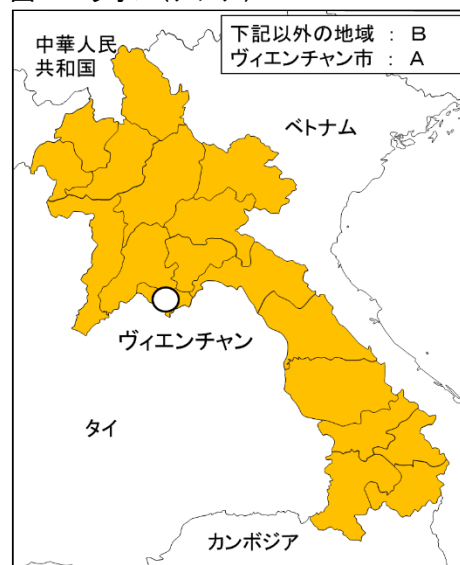 下記以外の地域 : B
ヴィエンチャン市 : A
中華人民
共和国
ベトナム
ヴィエンチャン
タイ
カンボジア